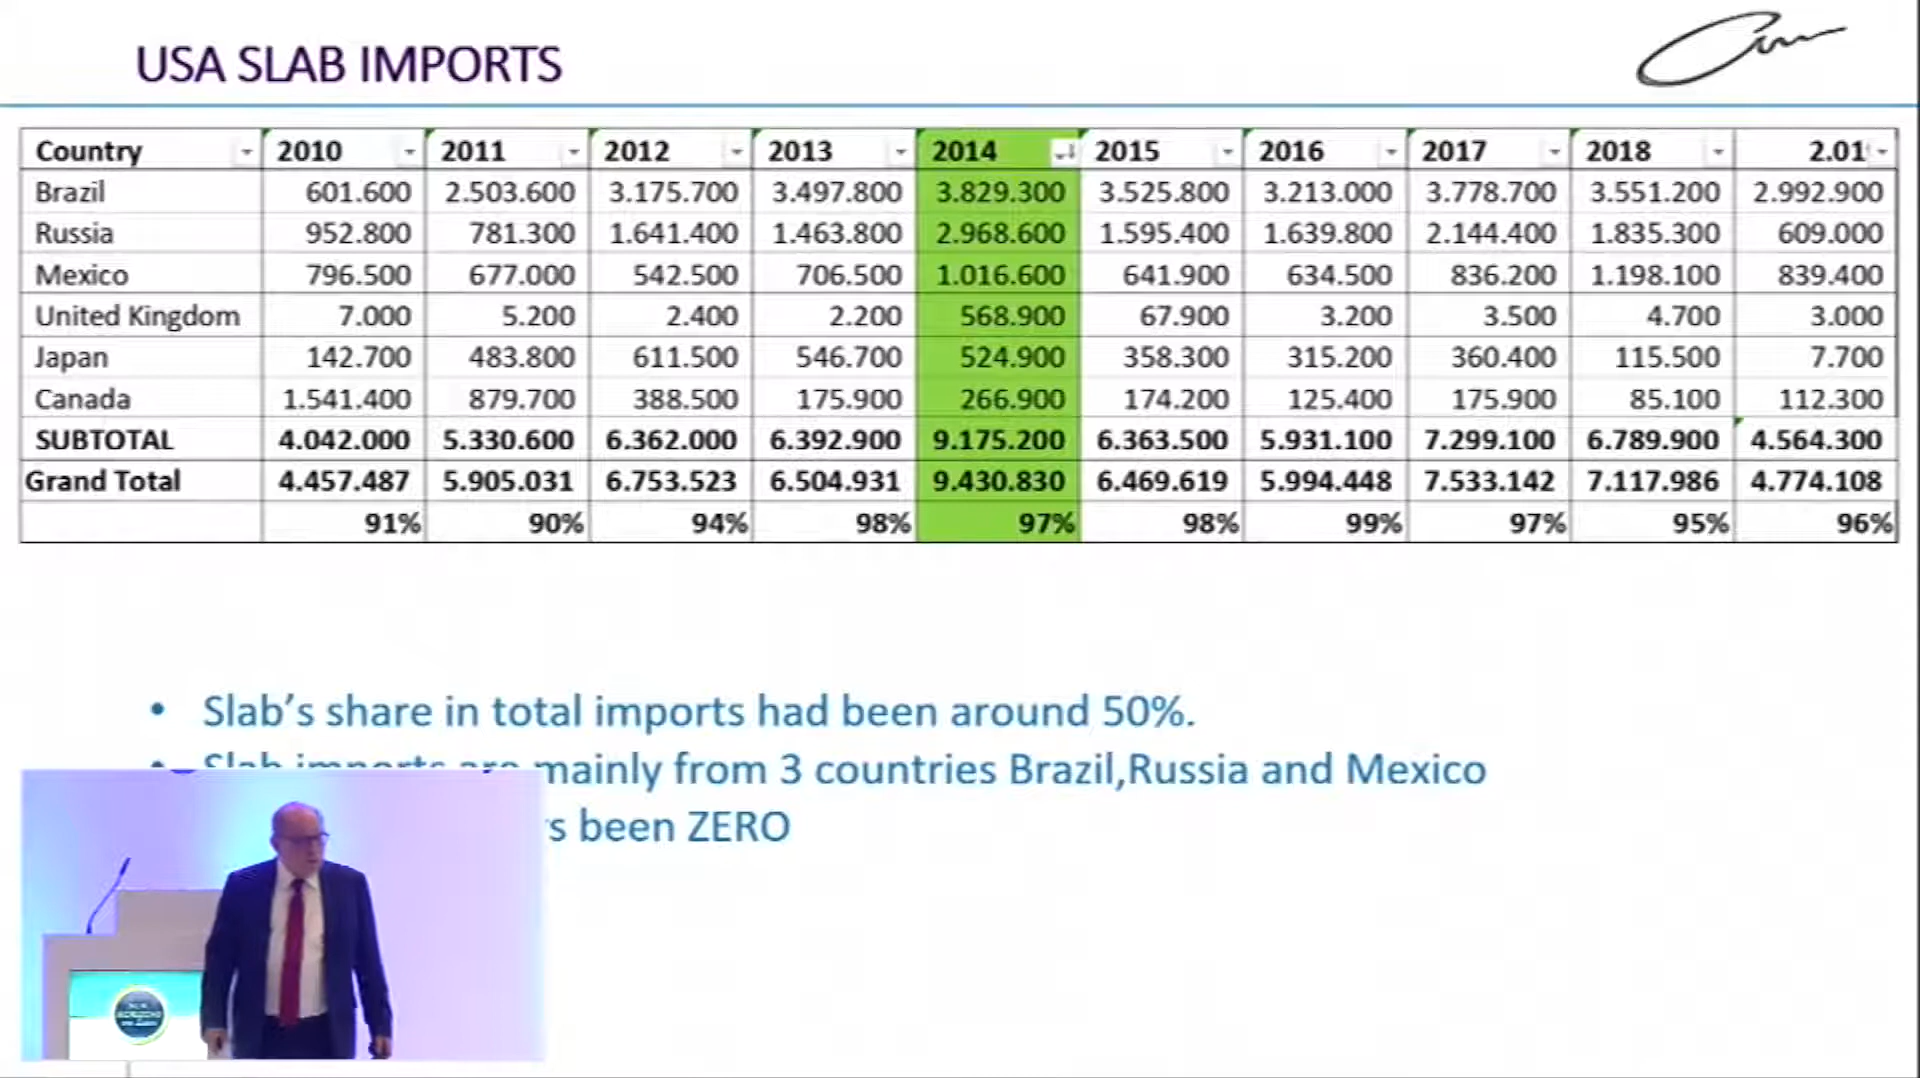 USA SLAB IMPORTS
Country 2010 2011 2012 2013 2014 2015 2016 2017 2018 2.01
Brazil 601.600 2.503.600 3.175.700 3.497.800 3.829.300 3.525.800 3.213.000 3.778.700 3.551.200 2.992.900
Russia 952.800 781.300 1.641.400 1.463.800 2.968.600 1.595.400 1.639.800 2.144.400 1.835.300 609.000
Mexico 796.500 677.000 542.500 706.500 1.016.600 641.900 634.500 836.200 1.198.100 839.400
United Kingdom 7.000 5.200 2.400 2.200 568.900 67.900 3.200 3.500 4.700 3.000
Japan 142.700 483.800 611.500 546.700 524.900 358.300 315.200 360.400 115.500 7.700
Canada 1.541.400 879.700 388.500 175.900 266.900 174.200 125.400 175.900 85.100 112.300
SUBTOTAL 4.042.000 5.330.600 6.362.000 6.392.900 9.175.200 6.363.500 5.931.100 7.299.100 6.789.900 4.564.300
Grand Total 4.457.487 5.905.031 6.753.523 6.504.931 9.430.830 6.469.619 5.994.448 7.533.142 7.117.986 4.774.108
91% 90% 94% 98% 97% 98% 99% 97% 95% 96%
• Slab's share in total imports had been around 50%.
• Slab imports are mainly from 3 countries Brazil,Russia and Mexico
been ZERO